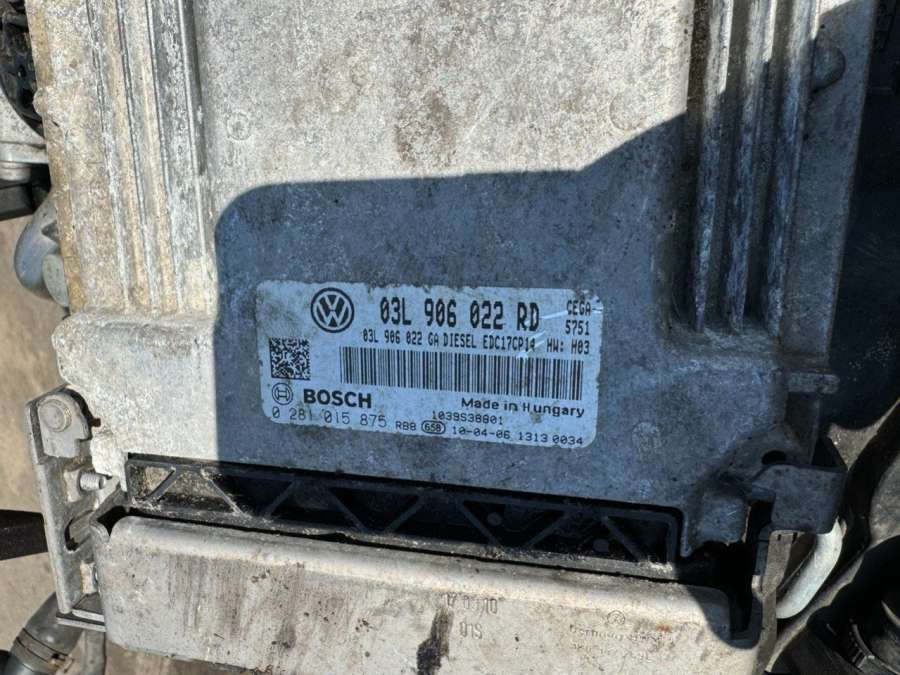 03L 906 022 RD
CEGA
5751
03L 906 022 GA DIESEL EDC17CP14 HW: H03
BOSCH
Made in Hungary
0 281 015 875
1039S38801
RBB 658 10-04-06 1313 0034